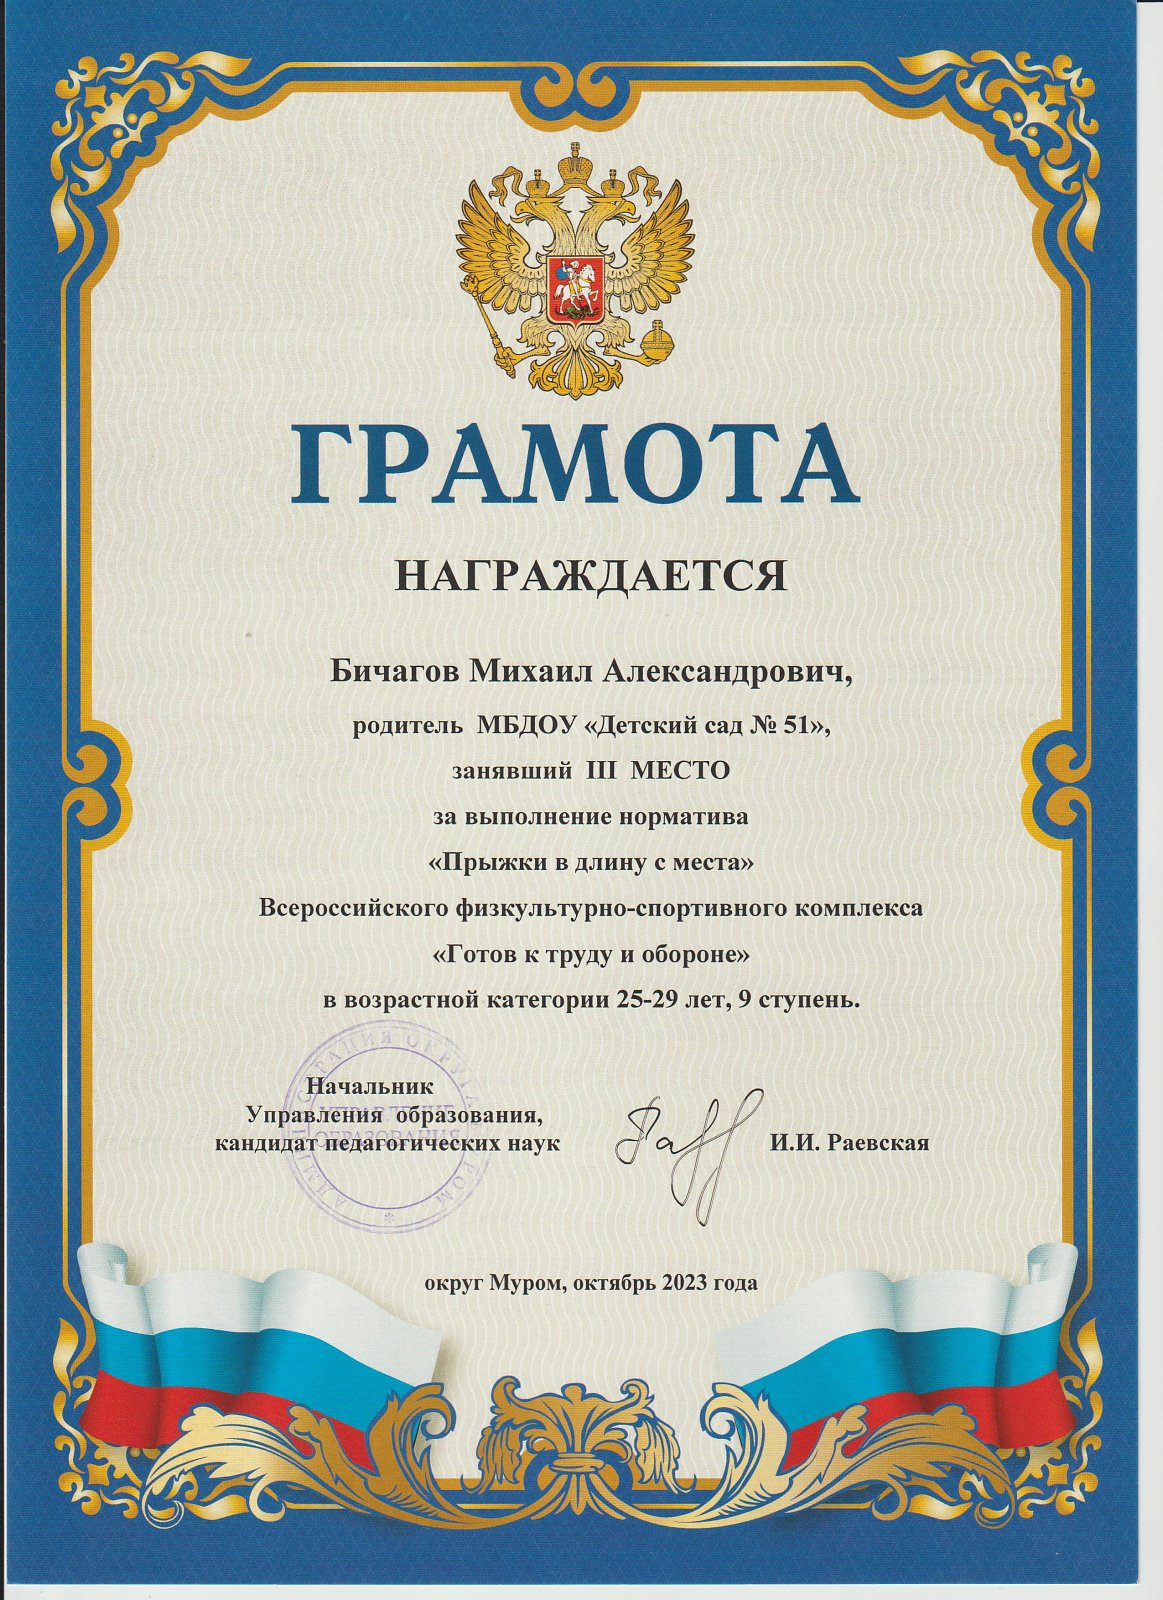 ГРАМОТА
НАГРАЖДАЕТСЯ
Бичагов Михаил Александрович,
родитель МБДОУ «Детский сад № 51»,
занявший III МЕСТО
за выполнение норматива
«Прыжки в длину с места»
Всероссийского физкультурно-спортивного комплекса
«Готов к труду и обороне»
в возрастной категории 25-29 лет, 9 ступень.
Начальник
Управления образования,
кандидат педагогических наук
И.И. Раевская
УПРАВЛЕНИЕ
ОБРАЗОВАНИЯ
округ Муром, октябрь 2023 года